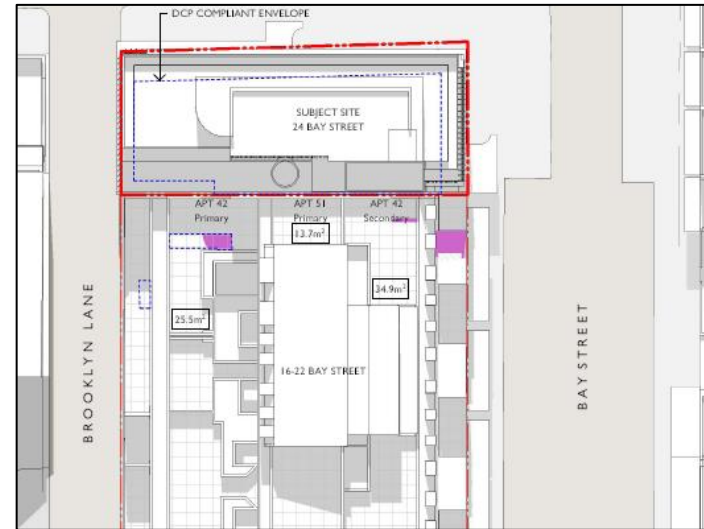 DCP COMPLIANT ENVELOPE
SUBJECT SITE
24 BAY STREET
APT 42
Primary
APT 51
Primary
APT 42
Secondary
13.7m²
25.5m²
34.9m²
16-22 BAY STREET
BROOKLYN LANE
BAY STREET